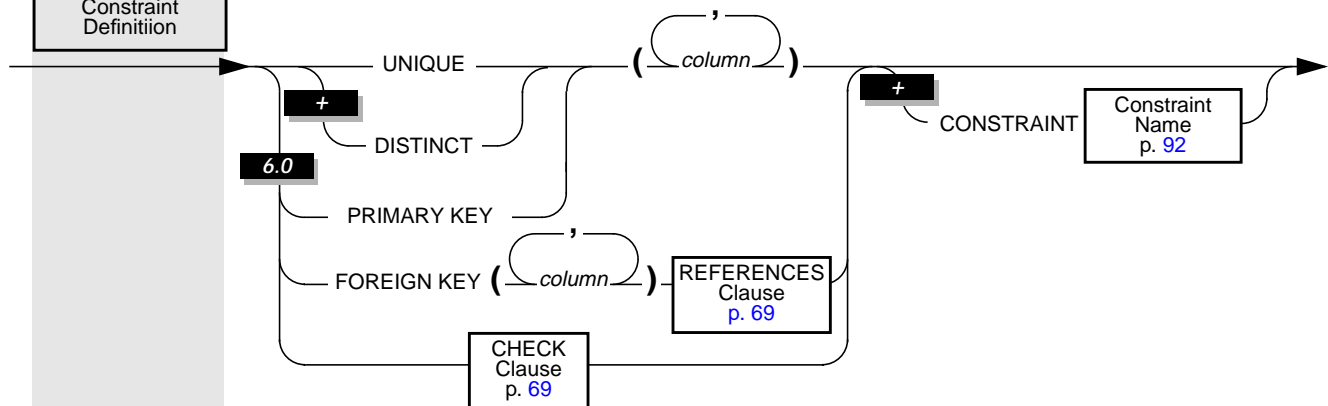 Constraint
Definitiion
UNIQUE
( column , )
+
DISTINCT
6.0
PRIMARY KEY
FOREIGN KEY ( column , )
REFERENCES
Clause
p. 69
CHECK
Clause
p. 69
+
CONSTRAINT
Constraint
Name
p. 92